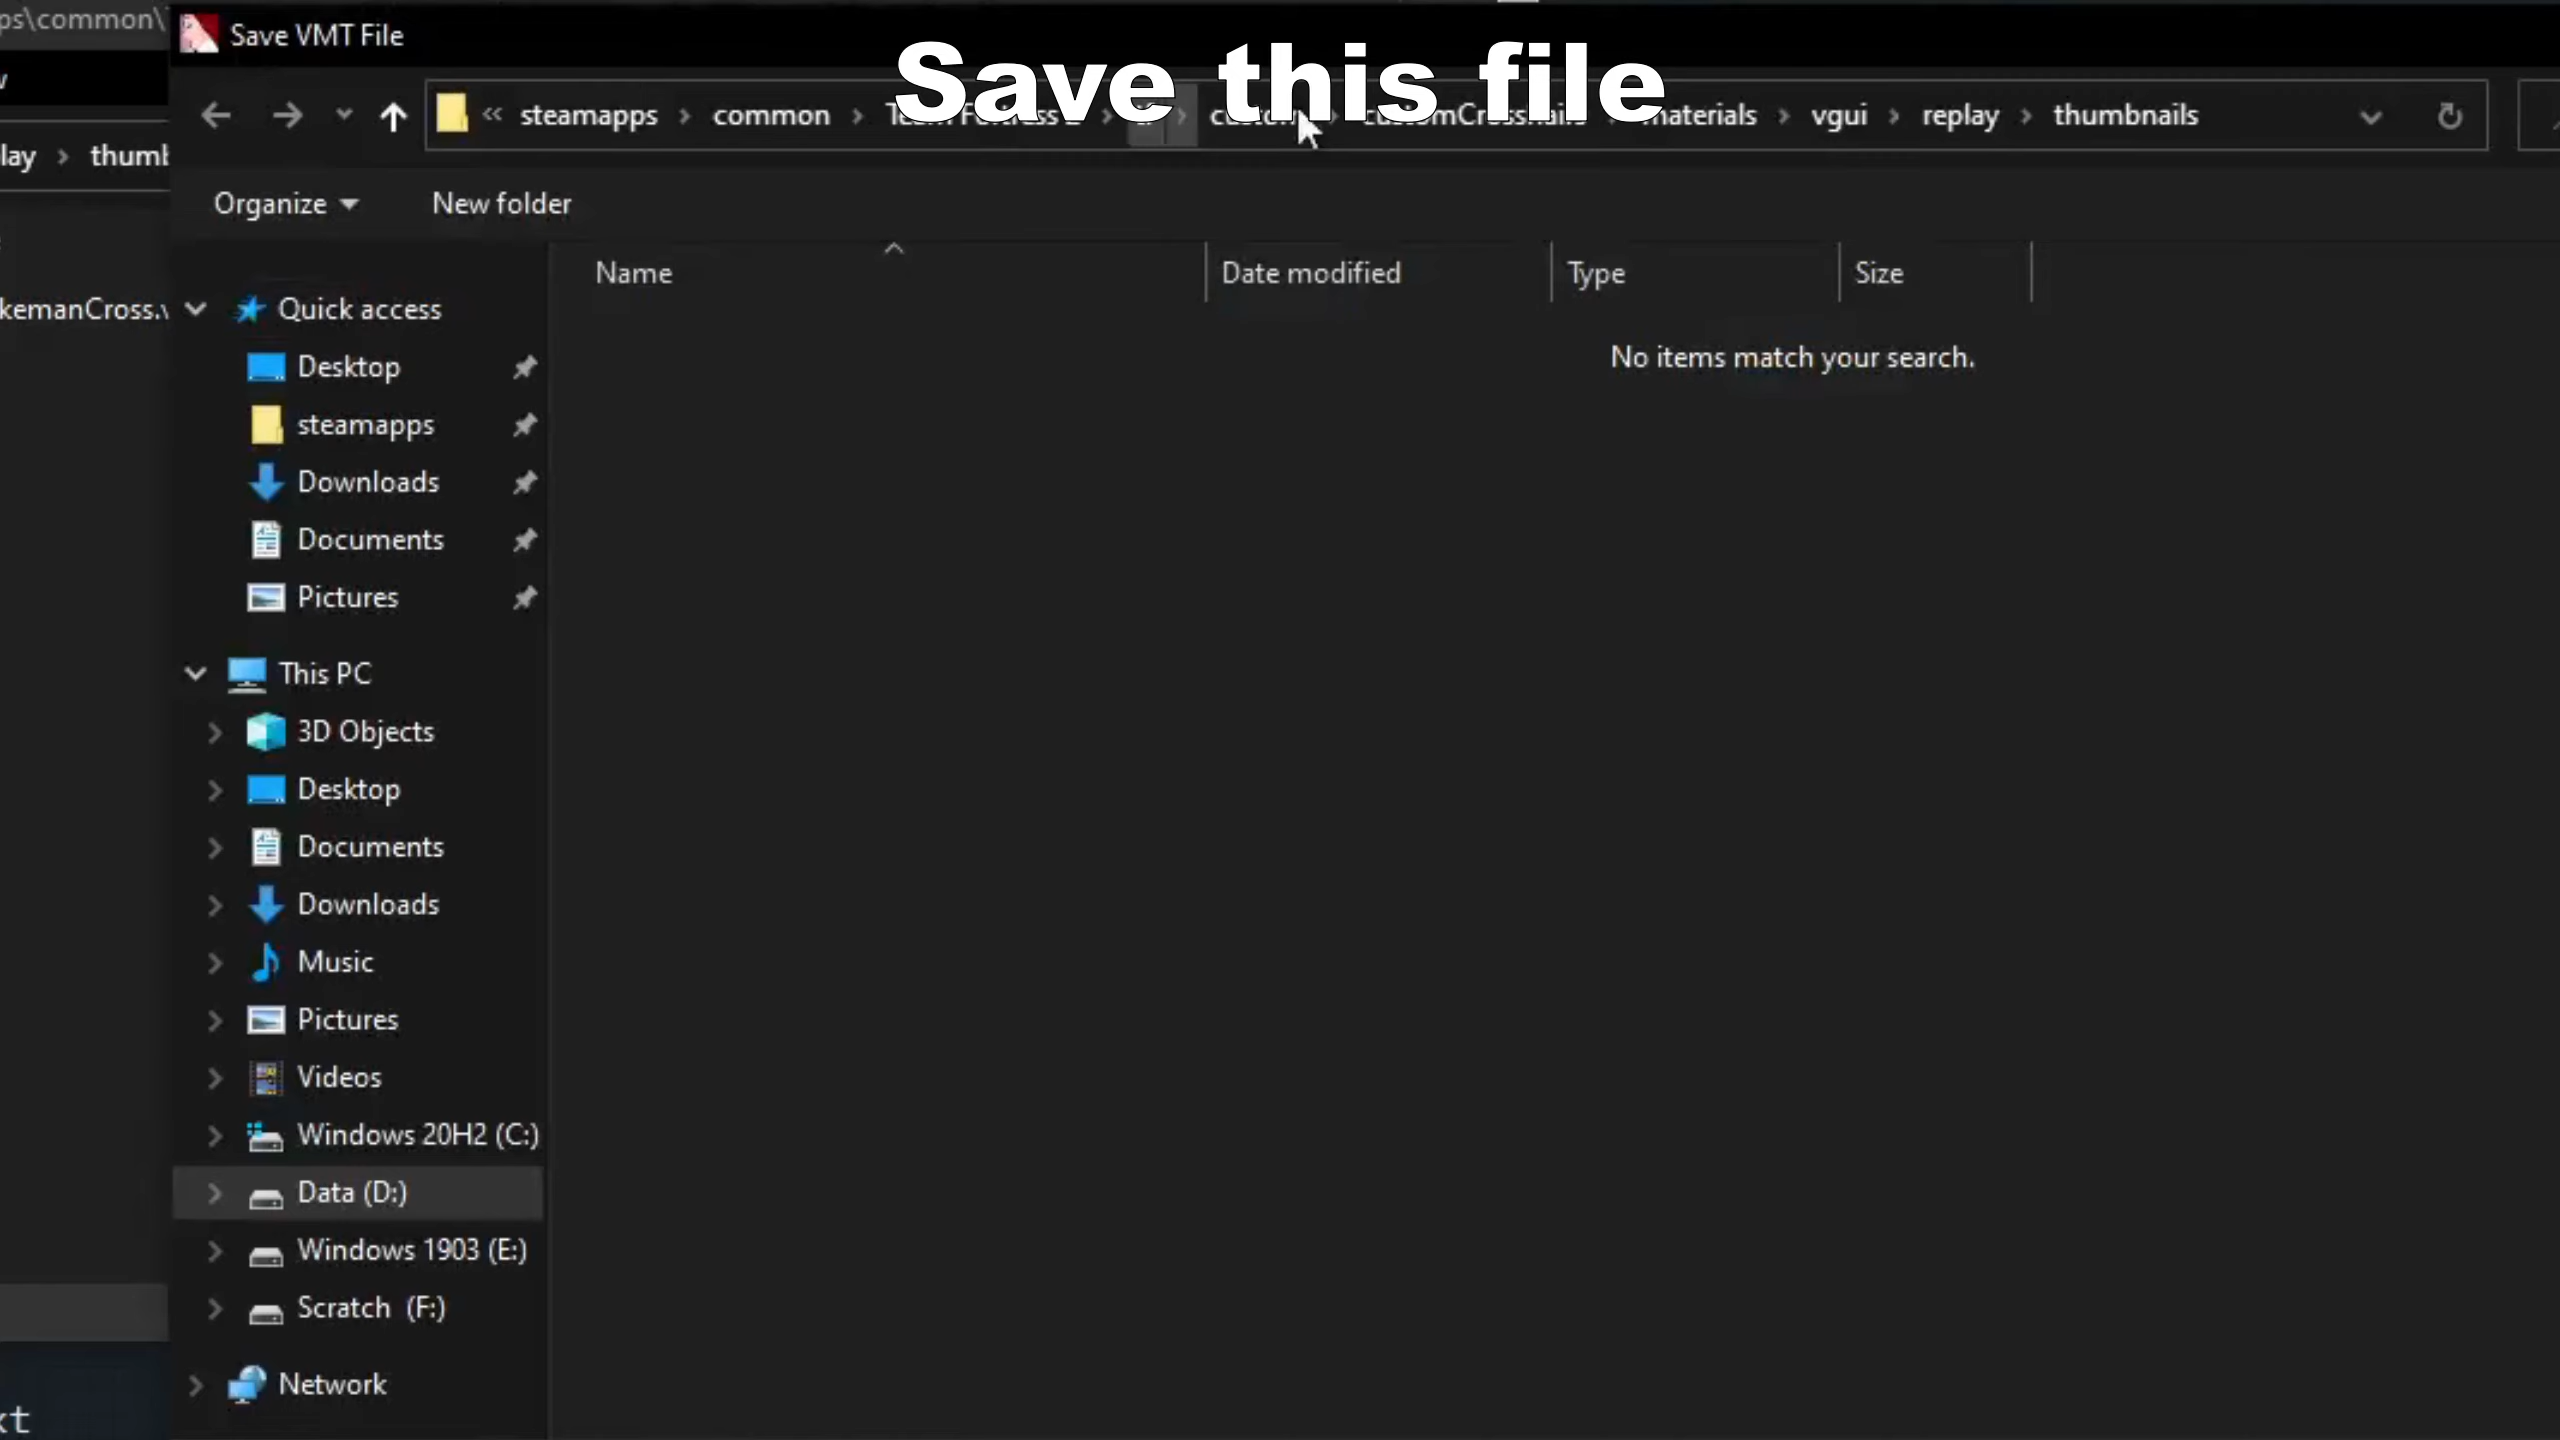 ps\common\
Save VMT File
Save this file
« steamapps > common > > > materials > vgui > replay > thumbnails
lay > thumb
Organize New folder
Name Date modified Type Size
No items match your search.
kemanCross.v
Quick access
Desktop
steamapps
Downloads
Documents
Pictures
This PC
3D Objects
Desktop
Documents
Downloads
Music
Pictures
Videos
Windows 20H2 (C:)
Data (D:)
Windows 1903 (E:)
Scratch (F:)
Network
xt